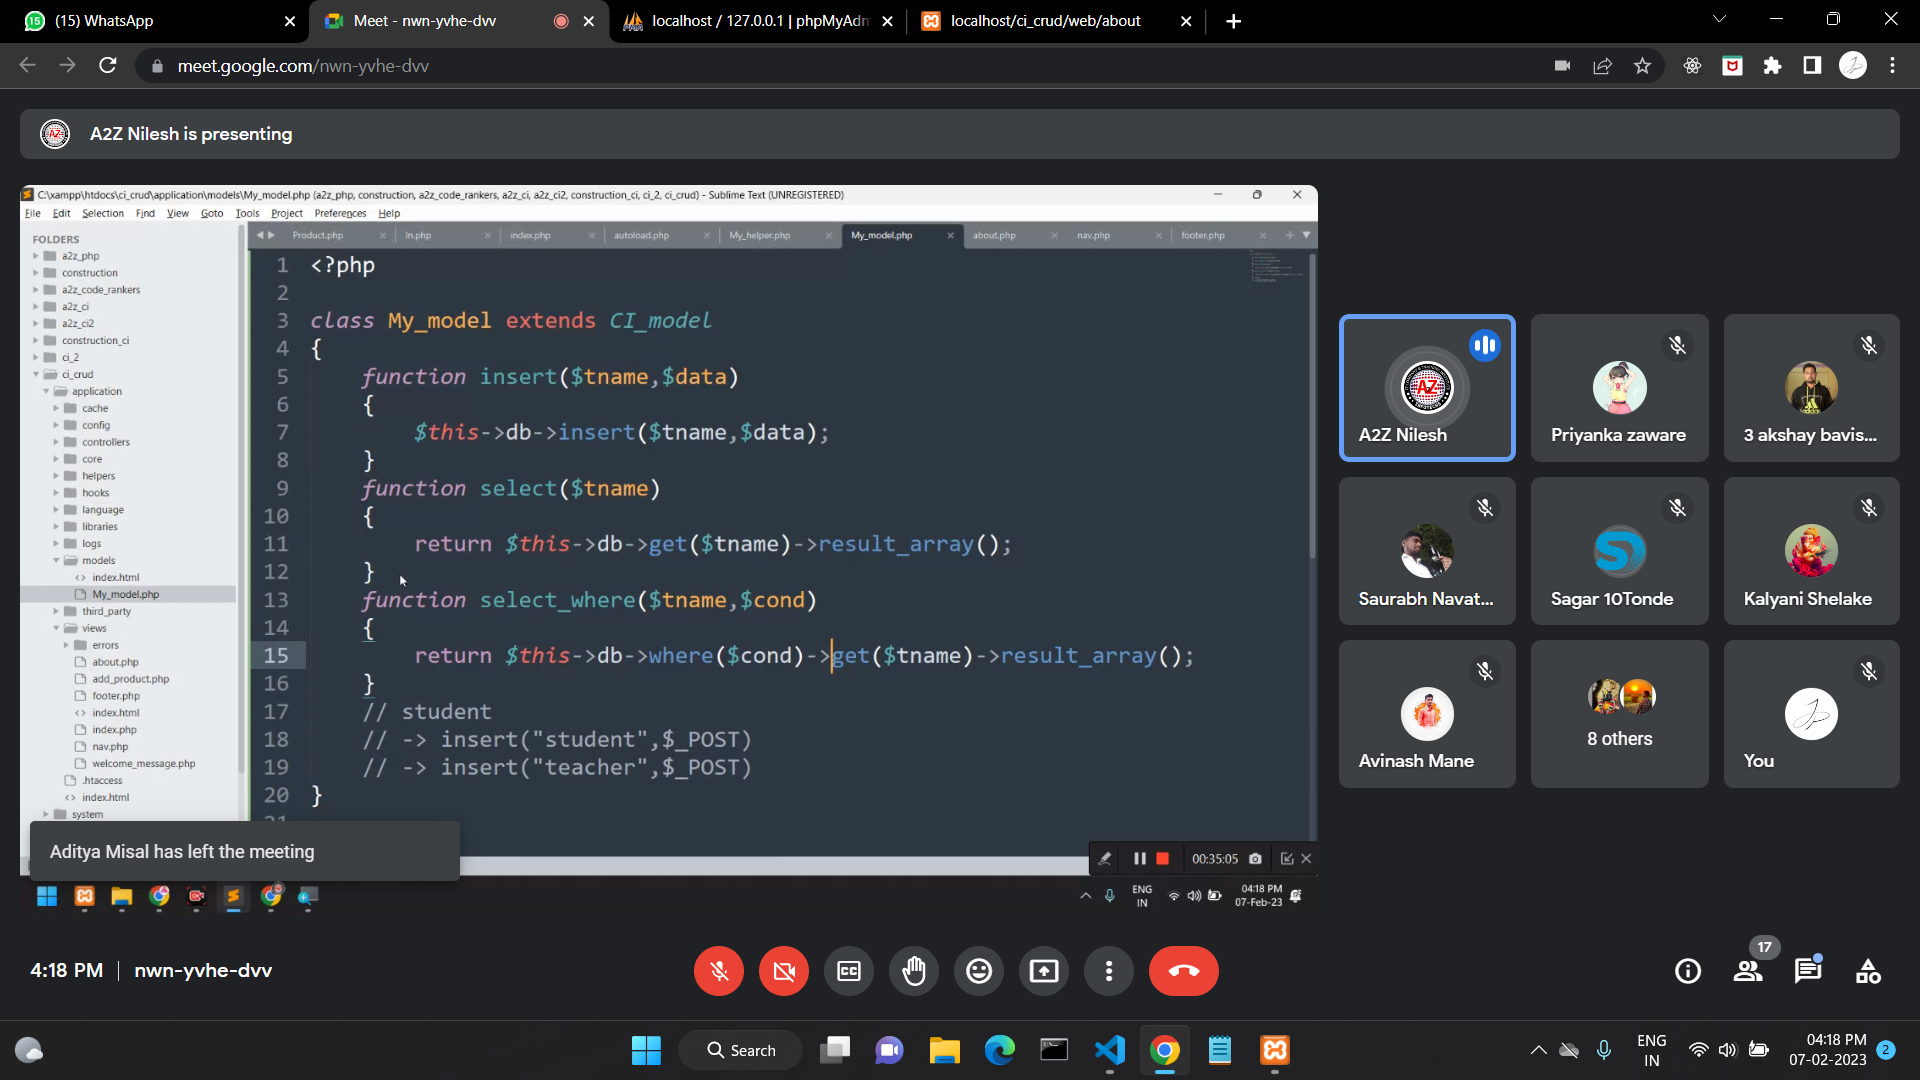 (15) WhatsApp
Meet - nwn-yvhe-dvv
localhost / 127.0.0.1 | phpMyAdm
localhost/ci_crud/web/about
meet.google.com/nwn-yvhe-dvv
A2Z Nilesh is presenting
C:\xampp\htdocs\ci_crud\application\models\My_model.php (a2z_php, construction, a2z_code_rankers, a2z_ci, a2z_ci2, construction_ci, ci_2, ci_crud) - Sublime Text (UNREGISTERED)
File Edit Selection Find View Goto Tools Project Preferences Help
Product.php In.php index.php autoload.php My_helper.php My_model.php about.php nav.php footer.php
FOLDERS
a2z_php
construction
a2z_code_rankers
a2z_ci
a2z_ci2
construction_ci
ci_2
ci_crud
application
cache
config
controllers
core
helpers
hooks
language
libraries
logs
models
index.html
My_model.php
third_party
views
errors
about.php
add_product.php
footer.php
index.html
index.php
nav.php
welcome_message.php
.htaccess
index.html
system
1 <?php
2
3 class My_model extends CI_model
4 {
5 function insert($tname,$data)
6 {
7 $this->db->insert($tname,$data);
8 }
9 function select($tname)
10 {
11 return $this->db->get($tname)->result_array();
12 }
13 function select_where($tname,$cond)
14 {
15 return $this->db->where($cond)->get($tname)->result_array();
16 }
17 // student
18 // -> insert("student",$_POST)
19 // -> insert("teacher",$_POST)
20 }
21
Aditya Misal has left the meeting
00:35:05
ENG
IN
04:18 PM
07-Feb-23
A2Z Nilesh
Priyanka zaware
3 akshay bavis...
Saurabh Navat...
Sagar 10Tonde
Kalyani Shelake
Avinash Mane
8 others
You
4:18 PM | nwn-yvhe-dvv
17
Search
ENG
IN
04:18 PM
07-02-2023
2